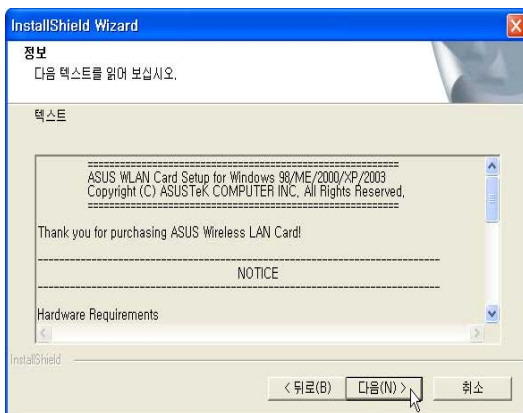 InstallShield Wizard
정보
다음 텍스트를 읽어 보십시오.
텍스트
==========================================================
ASUS WLAN Card Setup for Windows 98/ME/2000/XP/2003
Copyright (C) ASUSTeK COMPUTER INC, All Rights Reserved,
==========================================================
Thank you for purchasing ASUS Wireless LAN Card!
--------------------------------------------------------------------------------
NOTICE
--------------------------------------------------------------------------------
Hardware Requirements
InstallShield
< 뒤로(B) 다음(N) > 취소